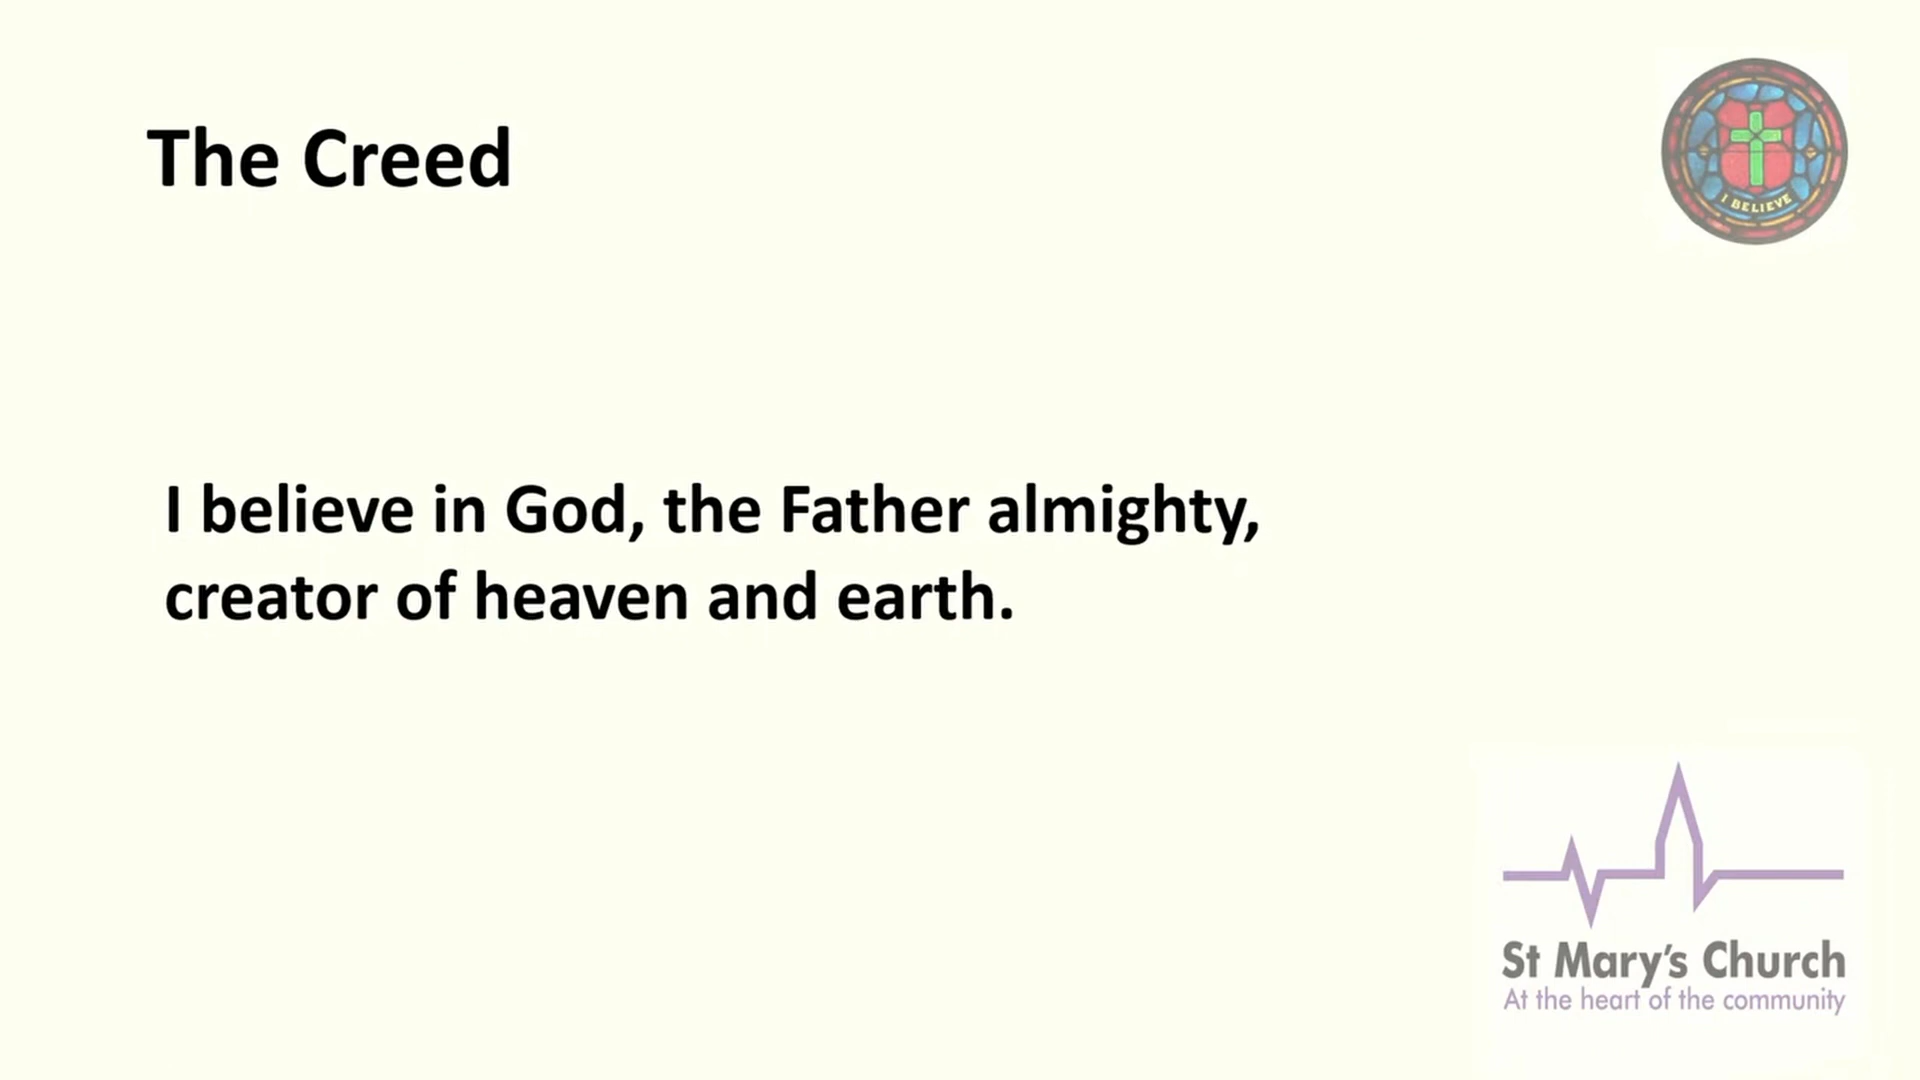 The Creed
I BELIEVE
I believe in God, the Father almighty,
creator of heaven and earth.
St Mary's Church
At the heart of the community